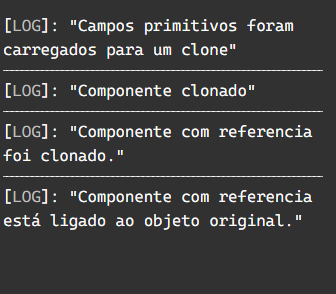 [LOG]: "Campos primitivos foram
carregados para um clone"
[LOG]: "Componente clonado"
[LOG]: "Componente com referencia
foi clonado."
[LOG]: "Componente com referencia
está ligado ao objeto original."